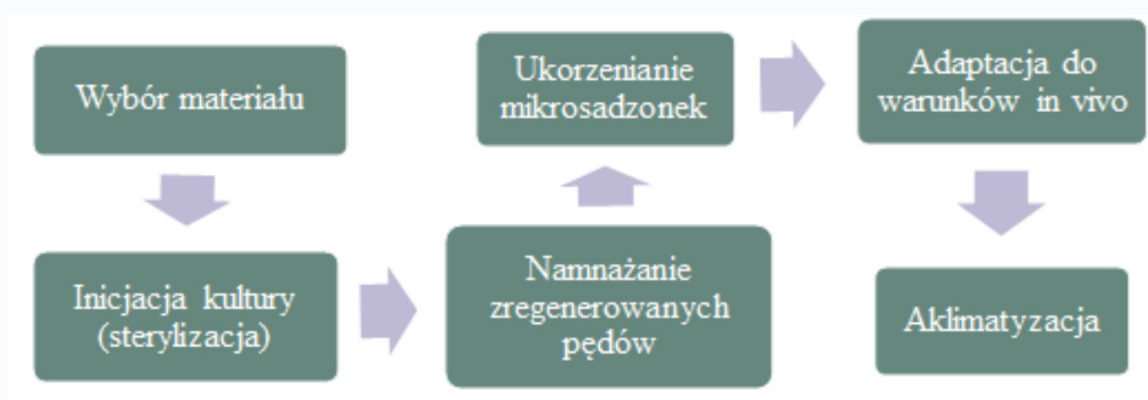 Wybór materiału
Inicjacja kultury
(sterylizacja)
Namnażanie
zregenerowanych
pędów
Ukorzenianie
mikrosadzonek
Adaptacja do
warunków in vivo
Aklimatyzacja